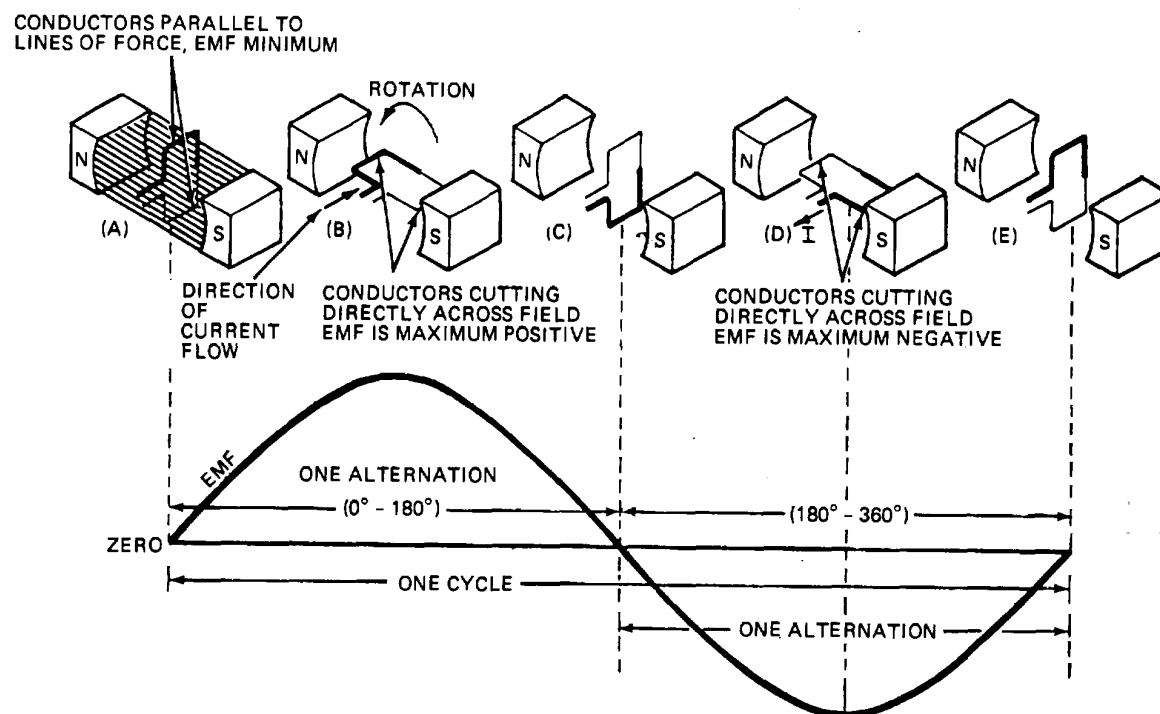 CONDUCTORS PARALLEL TO
LINES OF FORCE, EMF MINIMUM
ROTATION
N
S
(A)
N
S
(B)
N
S
(C)
N
S
(D) I
N
S
(E)
DIRECTION
OF
CURRENT
FLOW
CONDUCTORS CUTTING
DIRECTLY ACROSS FIELD
EMF IS MAXIMUM POSITIVE
CONDUCTORS CUTTING
DIRECTLY ACROSS FIELD
EMF IS MAXIMUM NEGATIVE
EMF
ONE ALTERNATION
(0° - 180°)
(180° - 360°)
ZERO
ONE CYCLE
ONE ALTERNATION